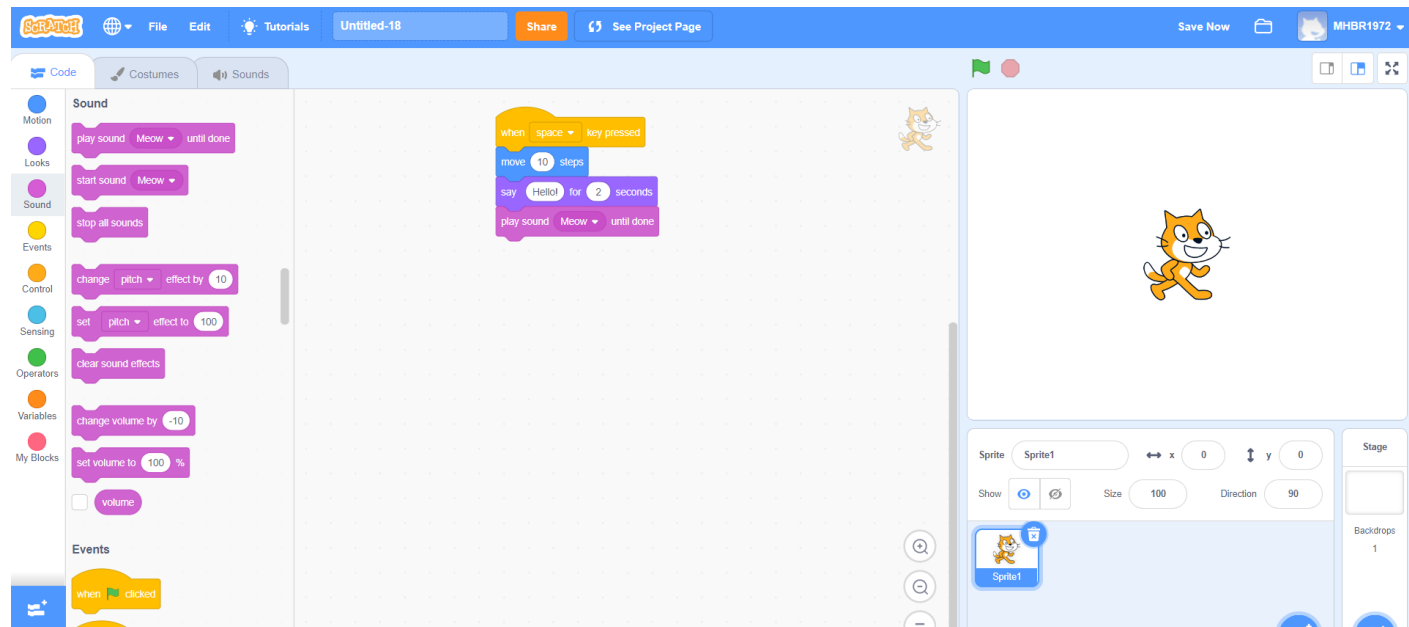 SCRATCH File Edit Tutorials Untitled-18 Share See Project Page Save Now MHBR1972
Code Costumes Sounds
Motion
Looks
Sound
Events
Control
Sensing
Operators
Variables
My Blocks
Sound
play sound Meow until done
start sound Meow
stop all sounds
change pitch effect by 10
set pitch effect to 100
clear sound effects
change volume by -10
set volume to 100 %
volume
Events
when clicked
when space key pressed
move 10 steps
say Hello! for 2 seconds
play sound Meow until done
Sprite Sprite1 x 0 y 0
Show Size 100 Direction 90
Sprite1
Stage
Backdrops
1